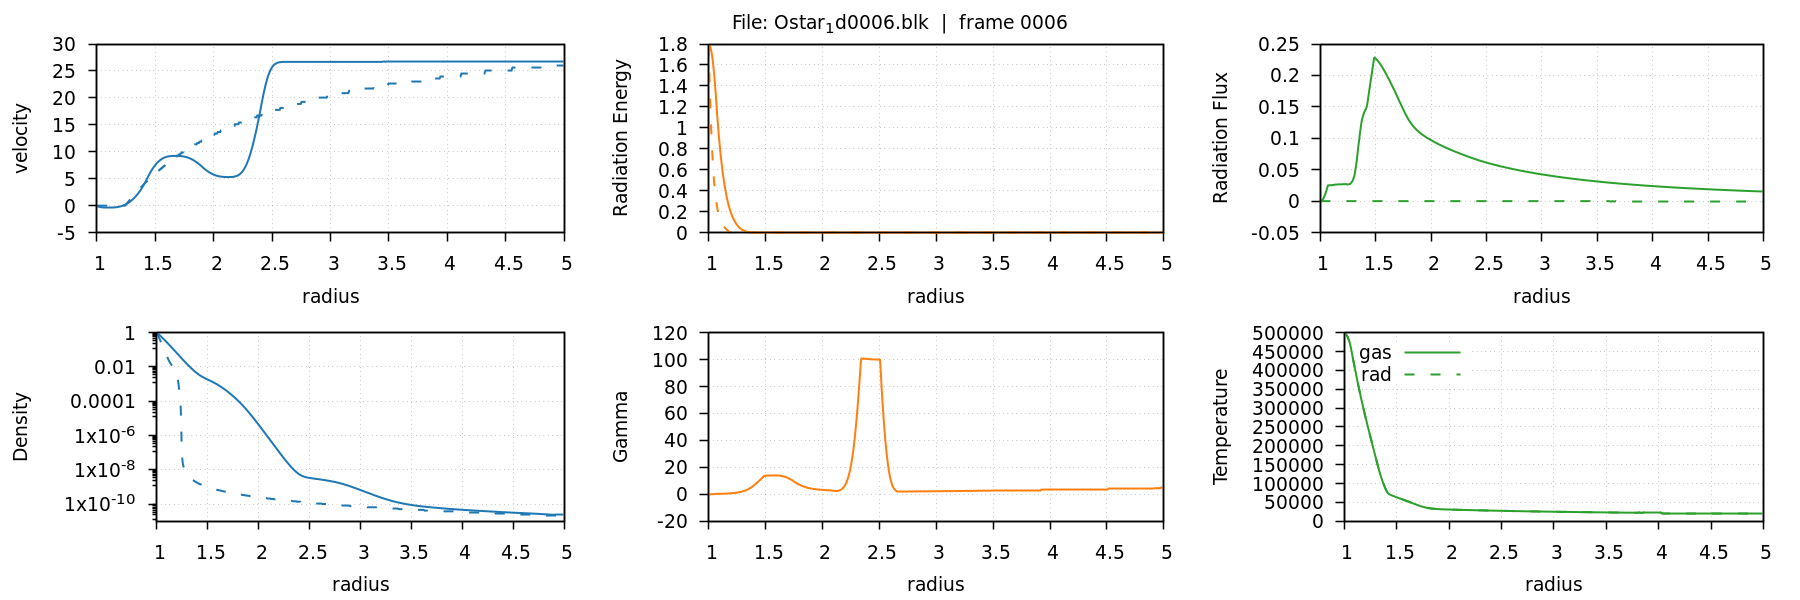 File: Ostar₁d0006.blk | frame 0006
velocity
30
25
20
15
10
5
0
-5
1 1.5 2 2.5 3 3.5 4 4.5 5
radius
Radiation Energy
1.8
1.6
1.4
1.2
1
0.8
0.6
0.4
0.2
0
1 1.5 2 2.5 3 3.5 4 4.5 5
radius
Radiation Flux
0.25
0.2
0.15
0.1
0.05
0
-0.05
1 1.5 2 2.5 3 3.5 4 4.5 5
radius
Density
1
0.01
0.0001
1x10⁻⁶
1x10⁻⁸
1x10⁻¹⁰
1 1.5 2 2.5 3 3.5 4 4.5 5
radius
Gamma
120
100
80
60
40
20
0
-20
1 1.5 2 2.5 3 3.5 4 4.5 5
radius
Temperature
500000
450000
400000
350000
300000
250000
200000
150000
100000
50000
0
gas
rad
1 1.5 2 2.5 3 3.5 4 4.5 5
radius